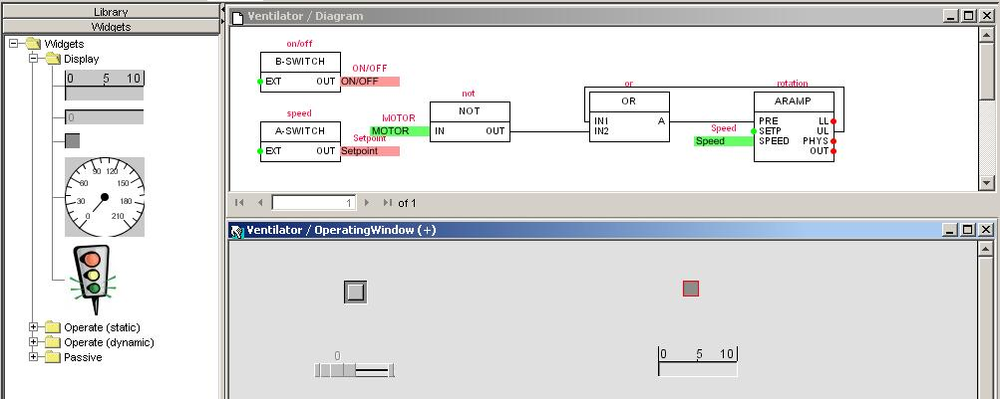 Library
Widgets
Widgets
Display
0 5 10
0
0 30 60 90 120 150 180 210
Operate (static)
Operate (dynamic)
Passive
Ventilator / Diagram
on/off
B-SWITCH
EXT OUT
ON/OFF
ON/OFF
speed
A-SWITCH
EXT OUT
Setpoint
Setpoint
MOTOR
MOTOR
not
NOT
IN OUT
or
OR
IN1 A
IN2
Speed
Speed
rotation
ARAMP
PRE LL
SETP UL
SPEED PHYS
OUT
1 of 1
Ventilator / OperatingWindow (+)
0
0 5 10